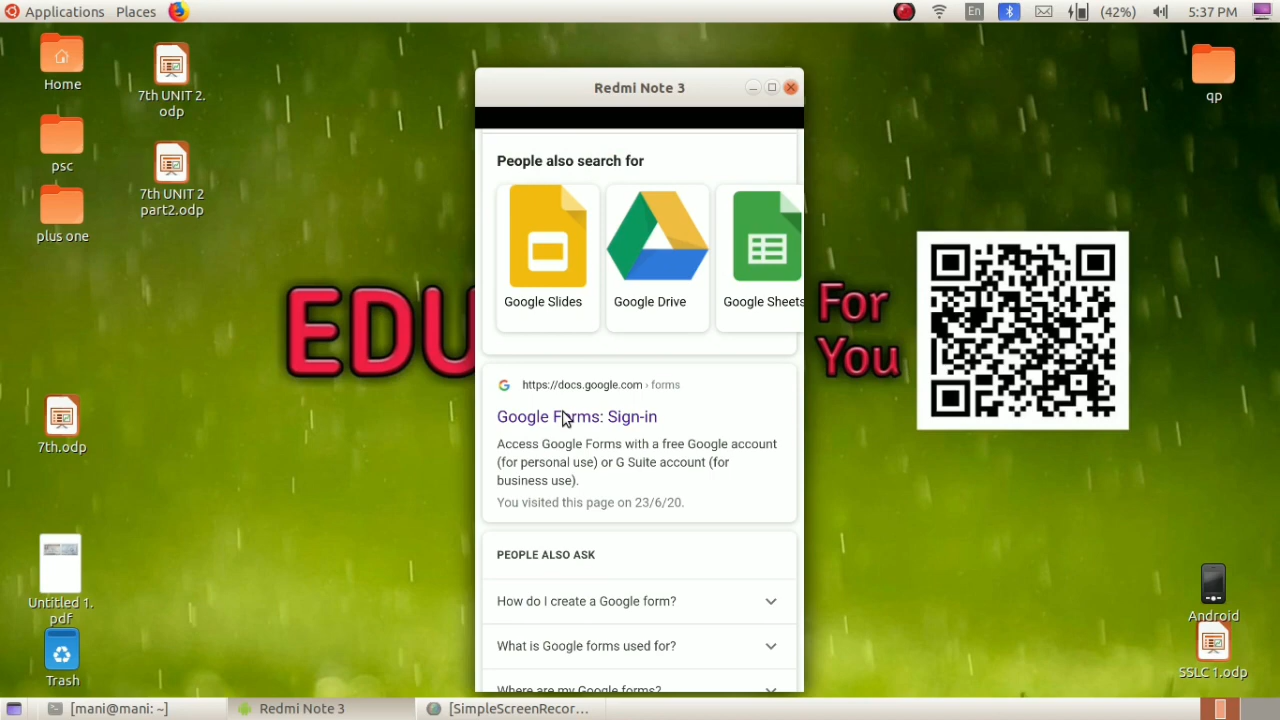 Applications Places
En
(42%)
5:37 PM
Home
7th UNIT 2.
odp
psc
7th UNIT 2
part2.odp
plus one
7th.odp
Untitled 1.
pdf
Trash
qp
Android
SSLC 1.odp
EDU
For
You
Redmi Note 3
People also search for
Google Slides
Google Drive
Google Sheets
https://docs.google.com › forms
Google Forms: Sign-in
Access Google Forms with a free Google account
(for personal use) or G Suite account (for
business use).
You visited this page on 23/6/20.
PEOPLE ALSO ASK
How do I create a Google form?
What is Google forms used for?
Where are my Google forms?
[mani@mani: ~]
Redmi Note 3
[SimpleScreenRecor...